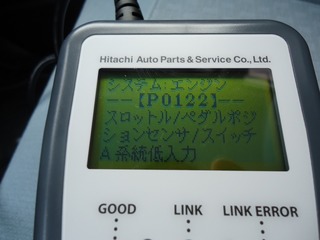 Hitachi Auto Parts & Service Co., Ltd.
システム:エンジン
--【P0122】--
スロットル/ペダルポジ
ションセンサ/スイッチ
A 系統低入力
GOOD LINK LINK ERROR